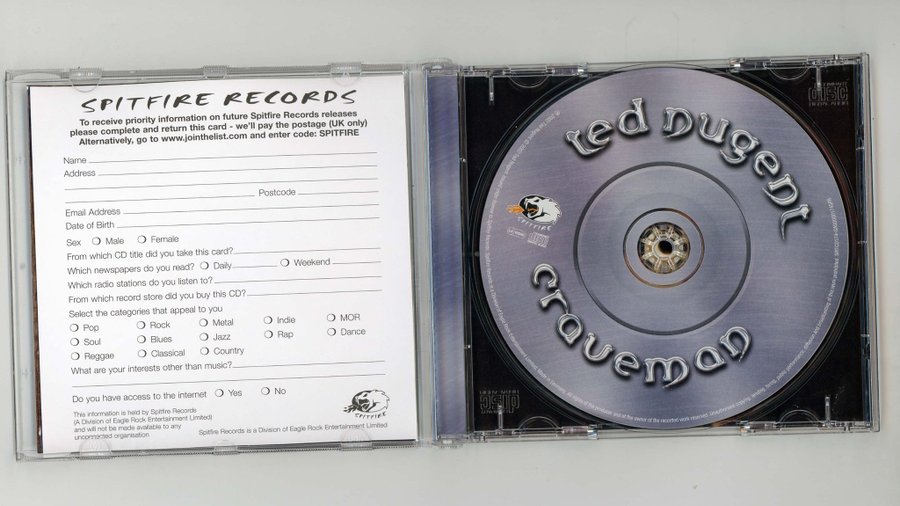 SPITFIRE RECORDS
To receive priority information on future Spitfire Records releases
please complete and return this card - we'll pay the postage (UK only)
Alternatively, go to www.jointhelist.com and enter code: SPITFIRE
Name
Address
Postcode
Email Address
Date of Birth
Sex Male Female
From which CD title did you take this card?
Which newspapers do you read? Daily Weekend
Which radio stations do you listen to?
From which record store did you buy this CD?
Select the categories that appeal to you
Pop Rock Metal Indie MOR
Soul Blues Jazz Rap Dance
Reggae Classical Country
What are your interests other than music?
Do you have access to the internet Yes No
This information is held by Spitfire Records
(A Division of Eagle Rock Entertainment Limited)
and will not be made available to any
unconnected organisation
SPITFIRE
Spitfire Records is a Division of Eagle Rock Entertainment Limited
ted nugent
craveman
SPITFIRE
disc
disc